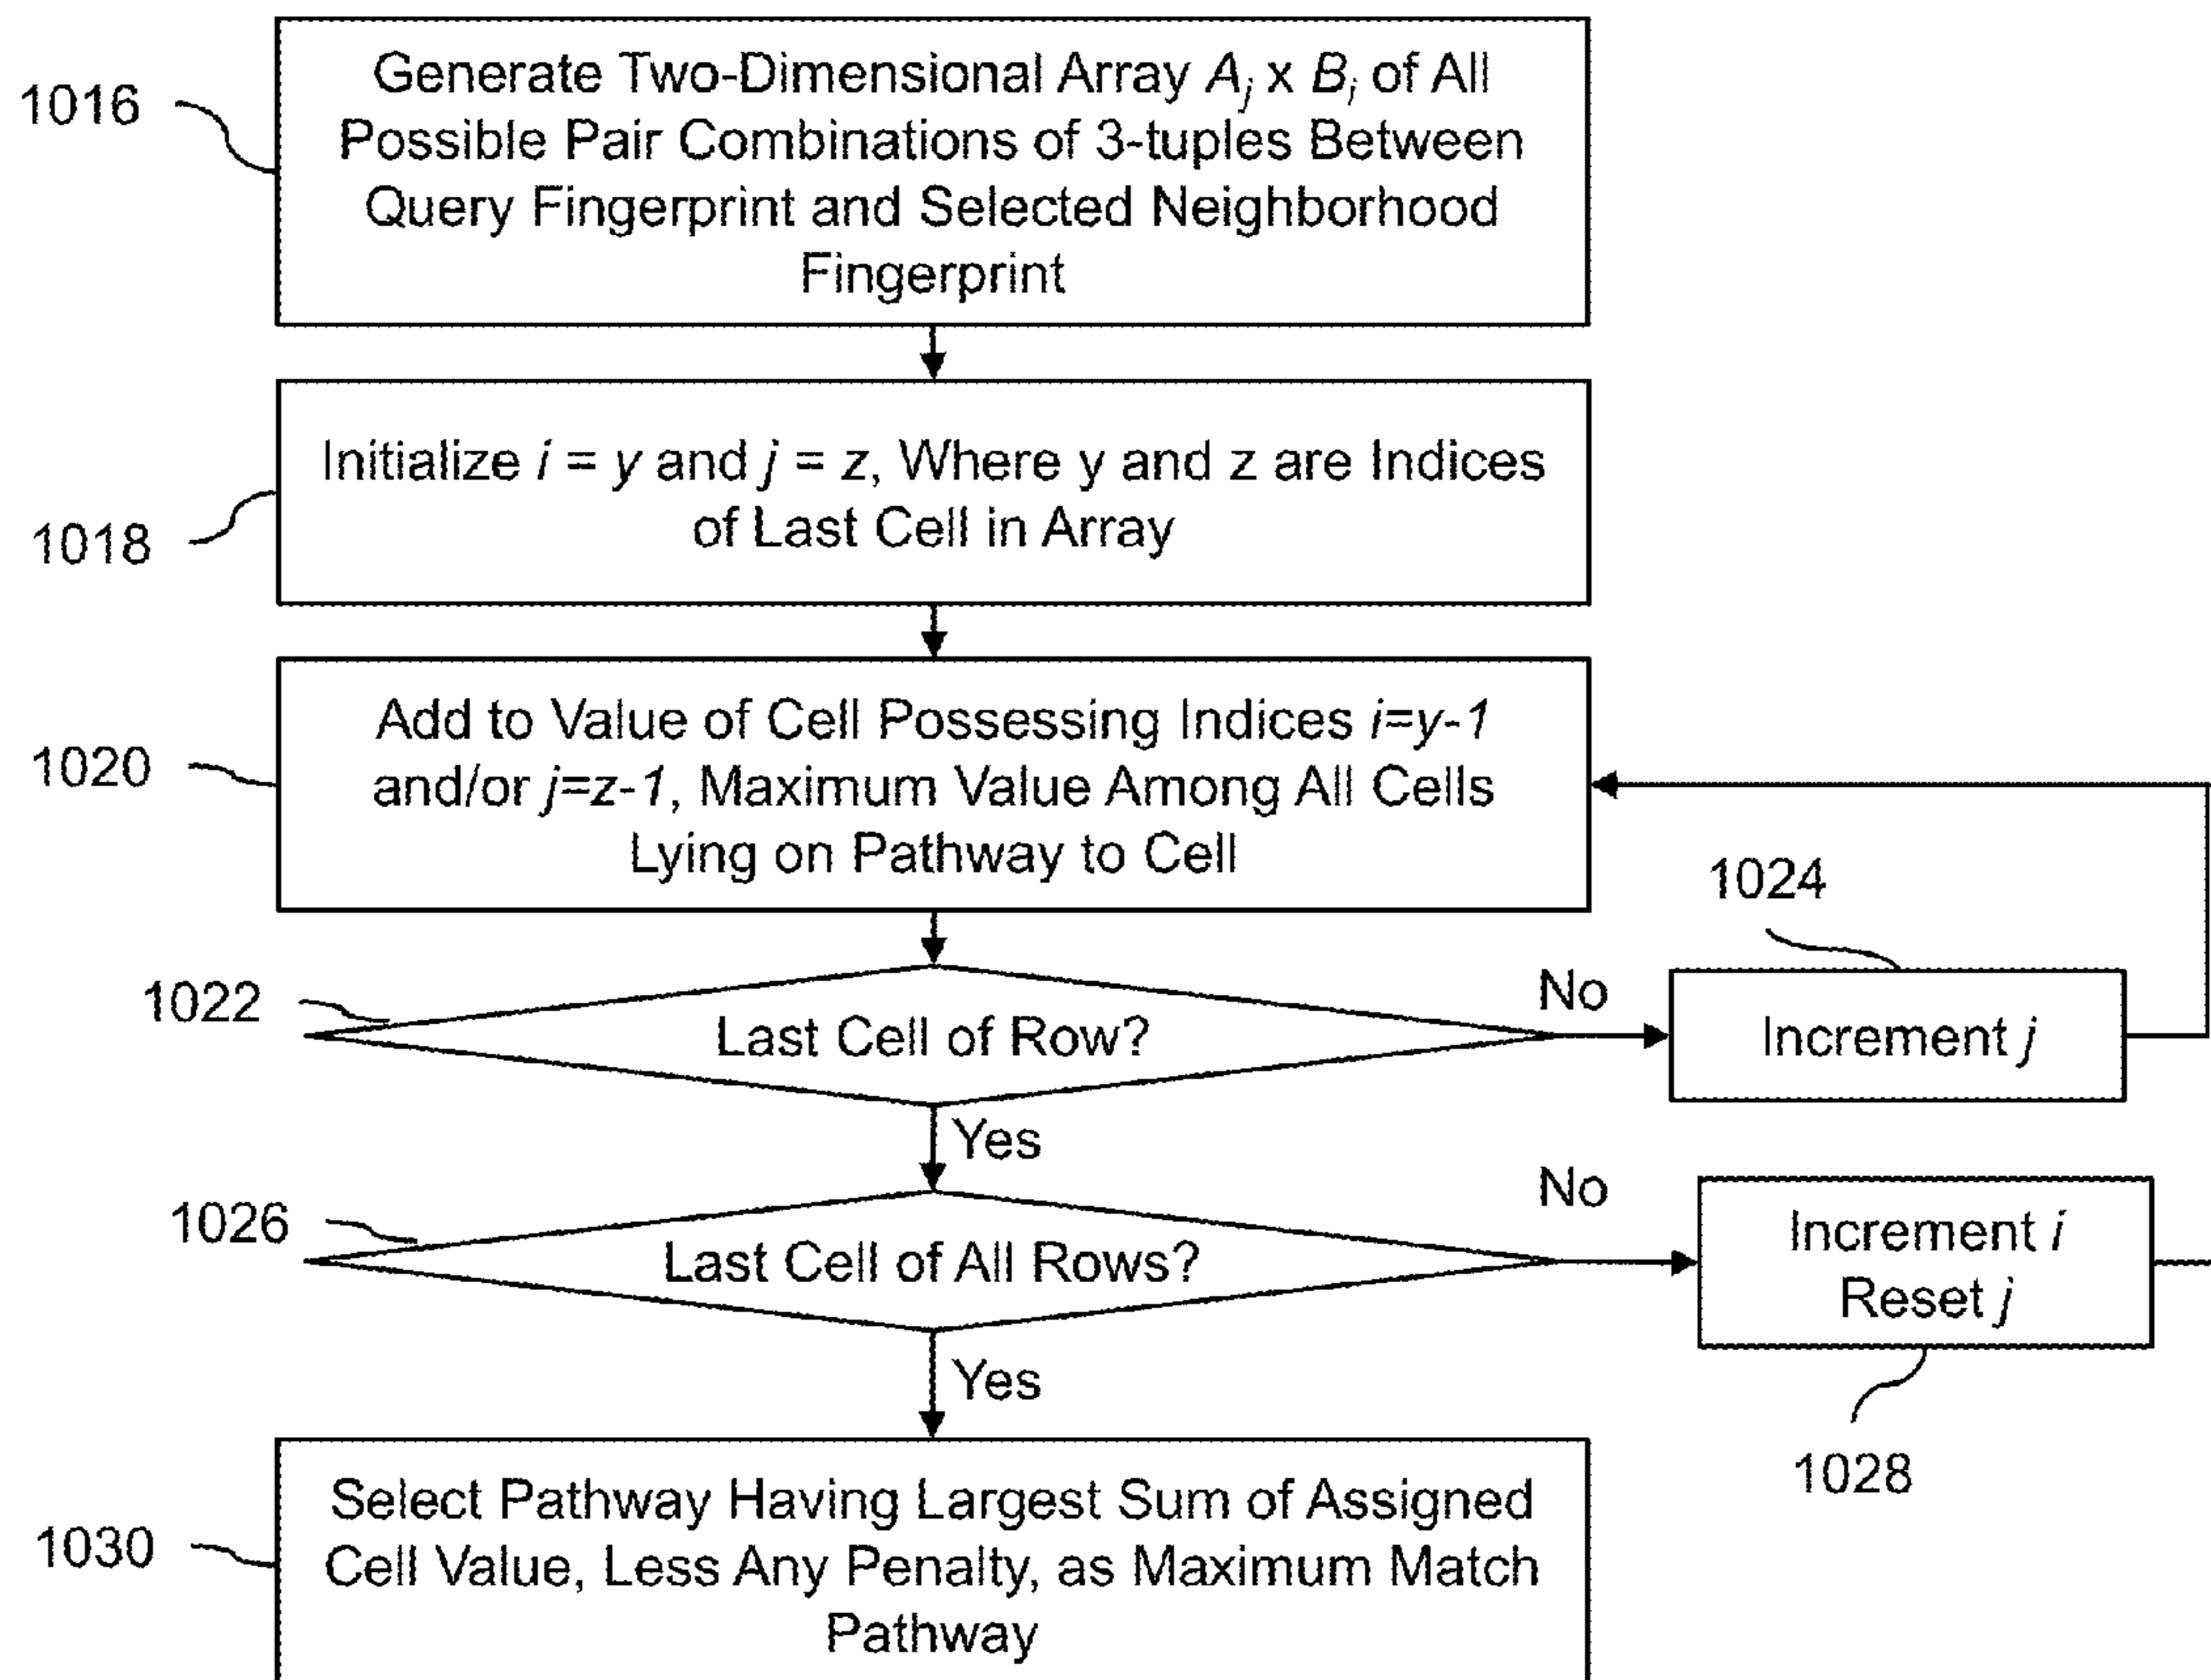 1016
Generate Two-Dimensional Array Aj x Bi of All
Possible Pair Combinations of 3-tuples Between
Query Fingerprint and Selected Neighborhood
Fingerprint
1018
Initialize i = y and j = z, Where y and z are Indices
of Last Cell in Array
1020
Add to Value of Cell Possessing Indices i=y-1
and/or j=z-1, Maximum Value Among All Cells
Lying on Pathway to Cell
1022
Last Cell of Row?
No
1024
Increment j
Yes
1026
Last Cell of All Rows?
No
Increment i
Reset j
1028
Yes
1030
Select Pathway Having Largest Sum of Assigned
Cell Value, Less Any Penalty, as Maximum Match
Pathway